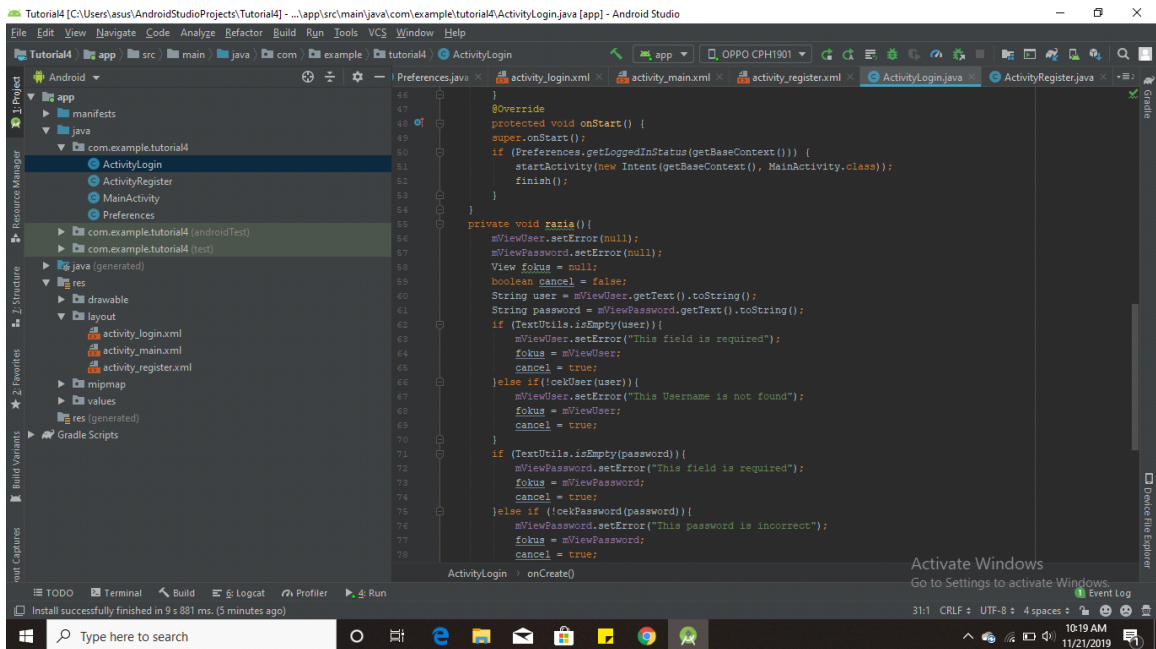 Tutorial4 [C:\Users\asus\AndroidStudioProjects\Tutorial4] - ...\app\src\main\java\com\example\tutorial4\ActivityLogin.java [app] - Android Studio
File Edit View Navigate Code Analyze Refactor Build Run Tools VCS Window Help
Tutorial4 app src main java com example tutorial4 ActivityLogin
app OPPO CPH1901
Android
Preferences.java activity_login.xml activity_main.xml activity_register.xml ActivityLogin.java ActivityRegister.java
1: Project
Resource Manager
7: Structure
2: Favorites
Build Variants
out Captures
app
manifests
java
com.example.tutorial4
ActivityLogin
ActivityRegister
MainActivity
Preferences
com.example.tutorial4 (androidTest)
com.example.tutorial4 (test)
java (generated)
res
drawable
layout
activity_login.xml
activity_main.xml
activity_register.xml
mipmap
values
res (generated)
Gradle Scripts
46 }
47 @Override
48 protected void onStart() {
49 super.onStart();
50 if (Preferences.getLoggedInStatus(getBaseContext())) {
51 startActivity(new Intent(getBaseContext(), MainActivity.class));
52 finish();
53 }
54 }
55 private void razia(){
56 mViewUser.setError(null);
57 mViewPassword.setError(null);
58 View fokus = null;
59 boolean cancel = false;
60 String user = mViewUser.getText().toString();
61 String password = mViewPassword.getText().toString();
62 if (TextUtils.isEmpty(user)){
63 mViewUser.setError("This field is required");
64 fokus = mViewUser;
65 cancel = true;
66 }else if(!cekUser(user)){
67 mViewUser.setError("This Username is not found");
68 fokus = mViewUser;
69 cancel = true;
70 }
71 if (TextUtils.isEmpty(password)){
72 mViewPassword.setError("This field is required");
73 fokus = mViewPassword;
74 cancel = true;
75 }else if (!cekPassword(password)){
76 mViewPassword.setError("This password is incorrect");
77 fokus = mViewPassword;
78 cancel = true;
Gradle
Device File Explorer
ActivityLogin › onCreate()
Activate Windows
Go to Settings to activate Windows.
TODO Terminal Build 6: Logcat Profiler 4: Run
1 Event Log
Install successfully finished in 9 s 881 ms. (5 minutes ago)
31:1 CRLF UTF-8 4 spaces
Type here to search
10:19 AM
11/21/2019
1